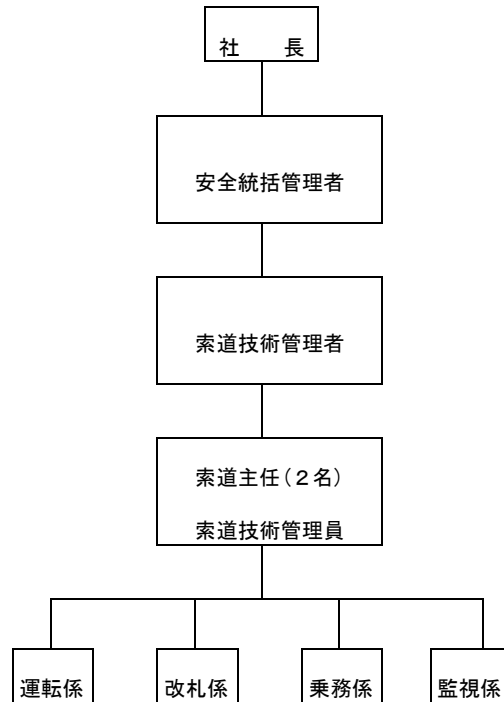 社　　長
安全統括管理者
索道技術管理者
索道主任（２名）
索道技術管理員
運転係　改札係　乗務係　監視係